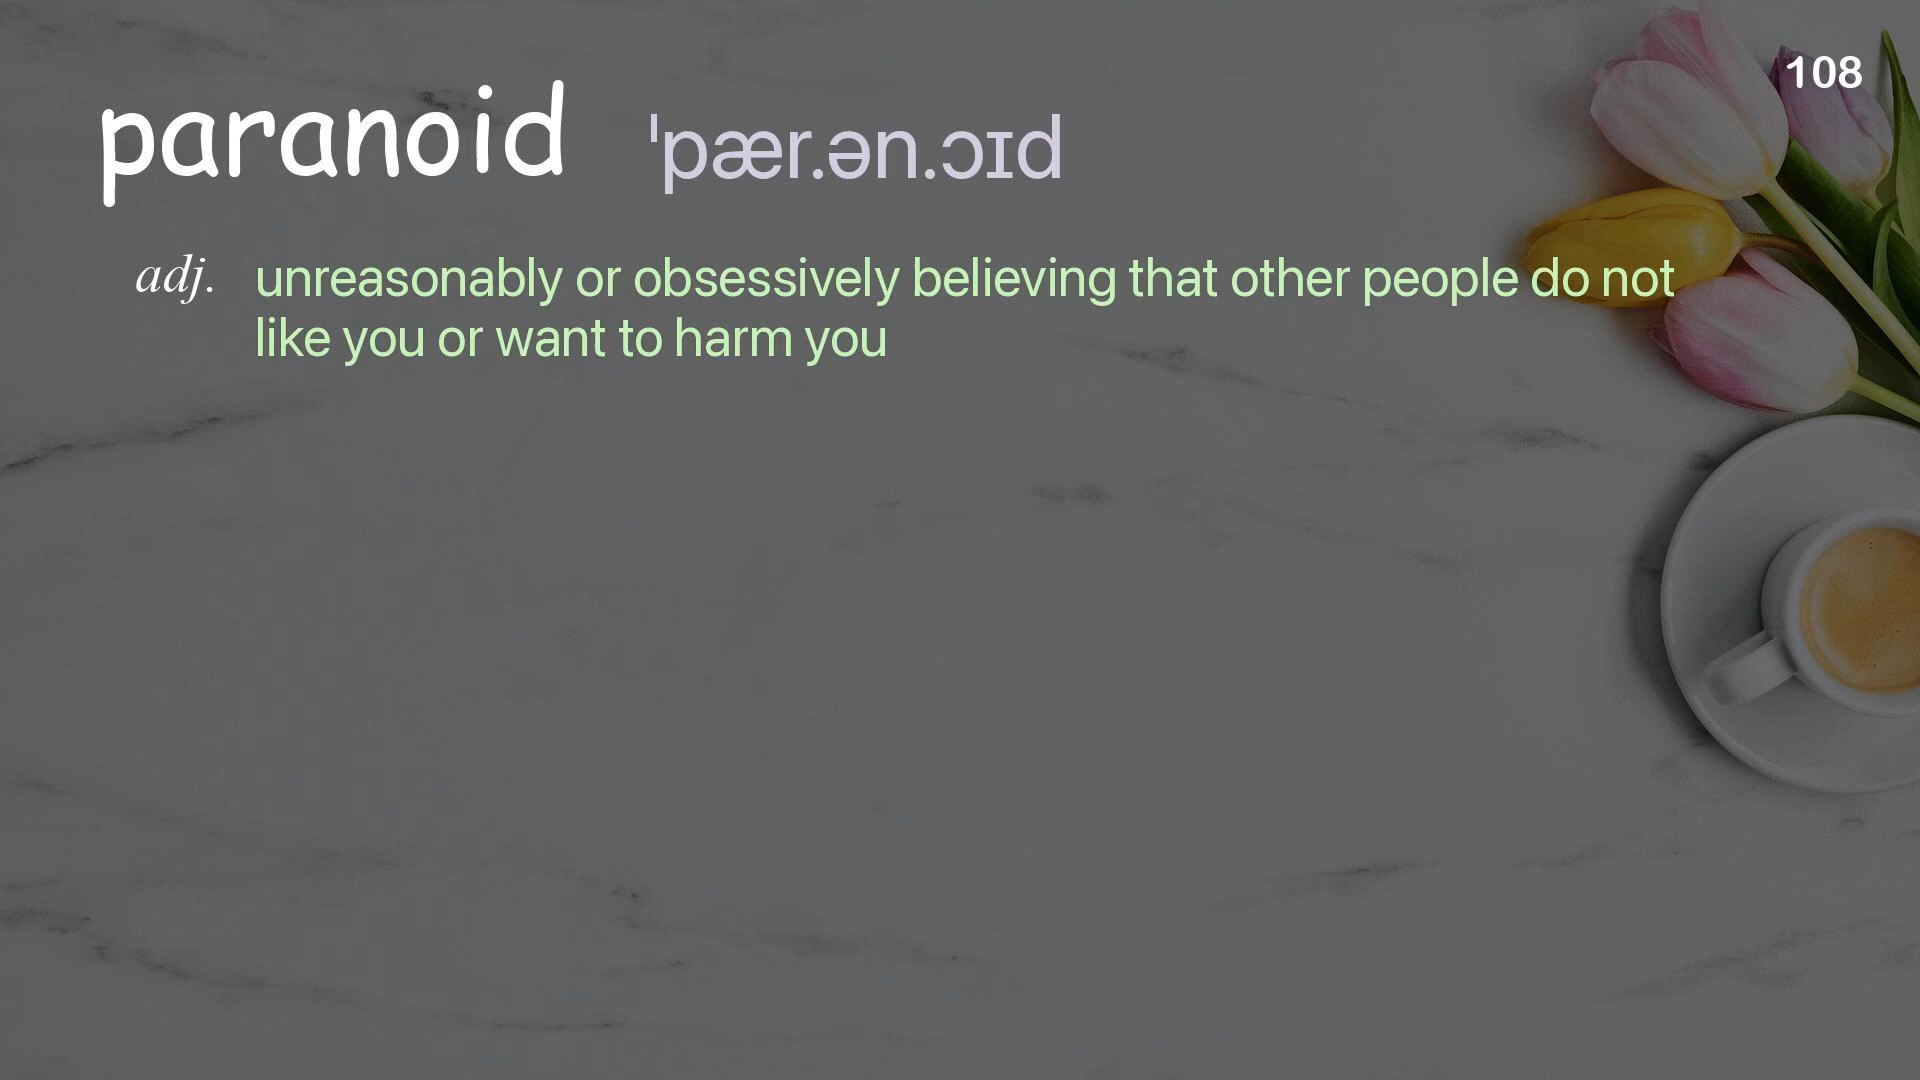 108
paranoid ˈpær.ən.ɔɪd
adj. unreasonably or obsessively believing that other people do not
like you or want to harm you